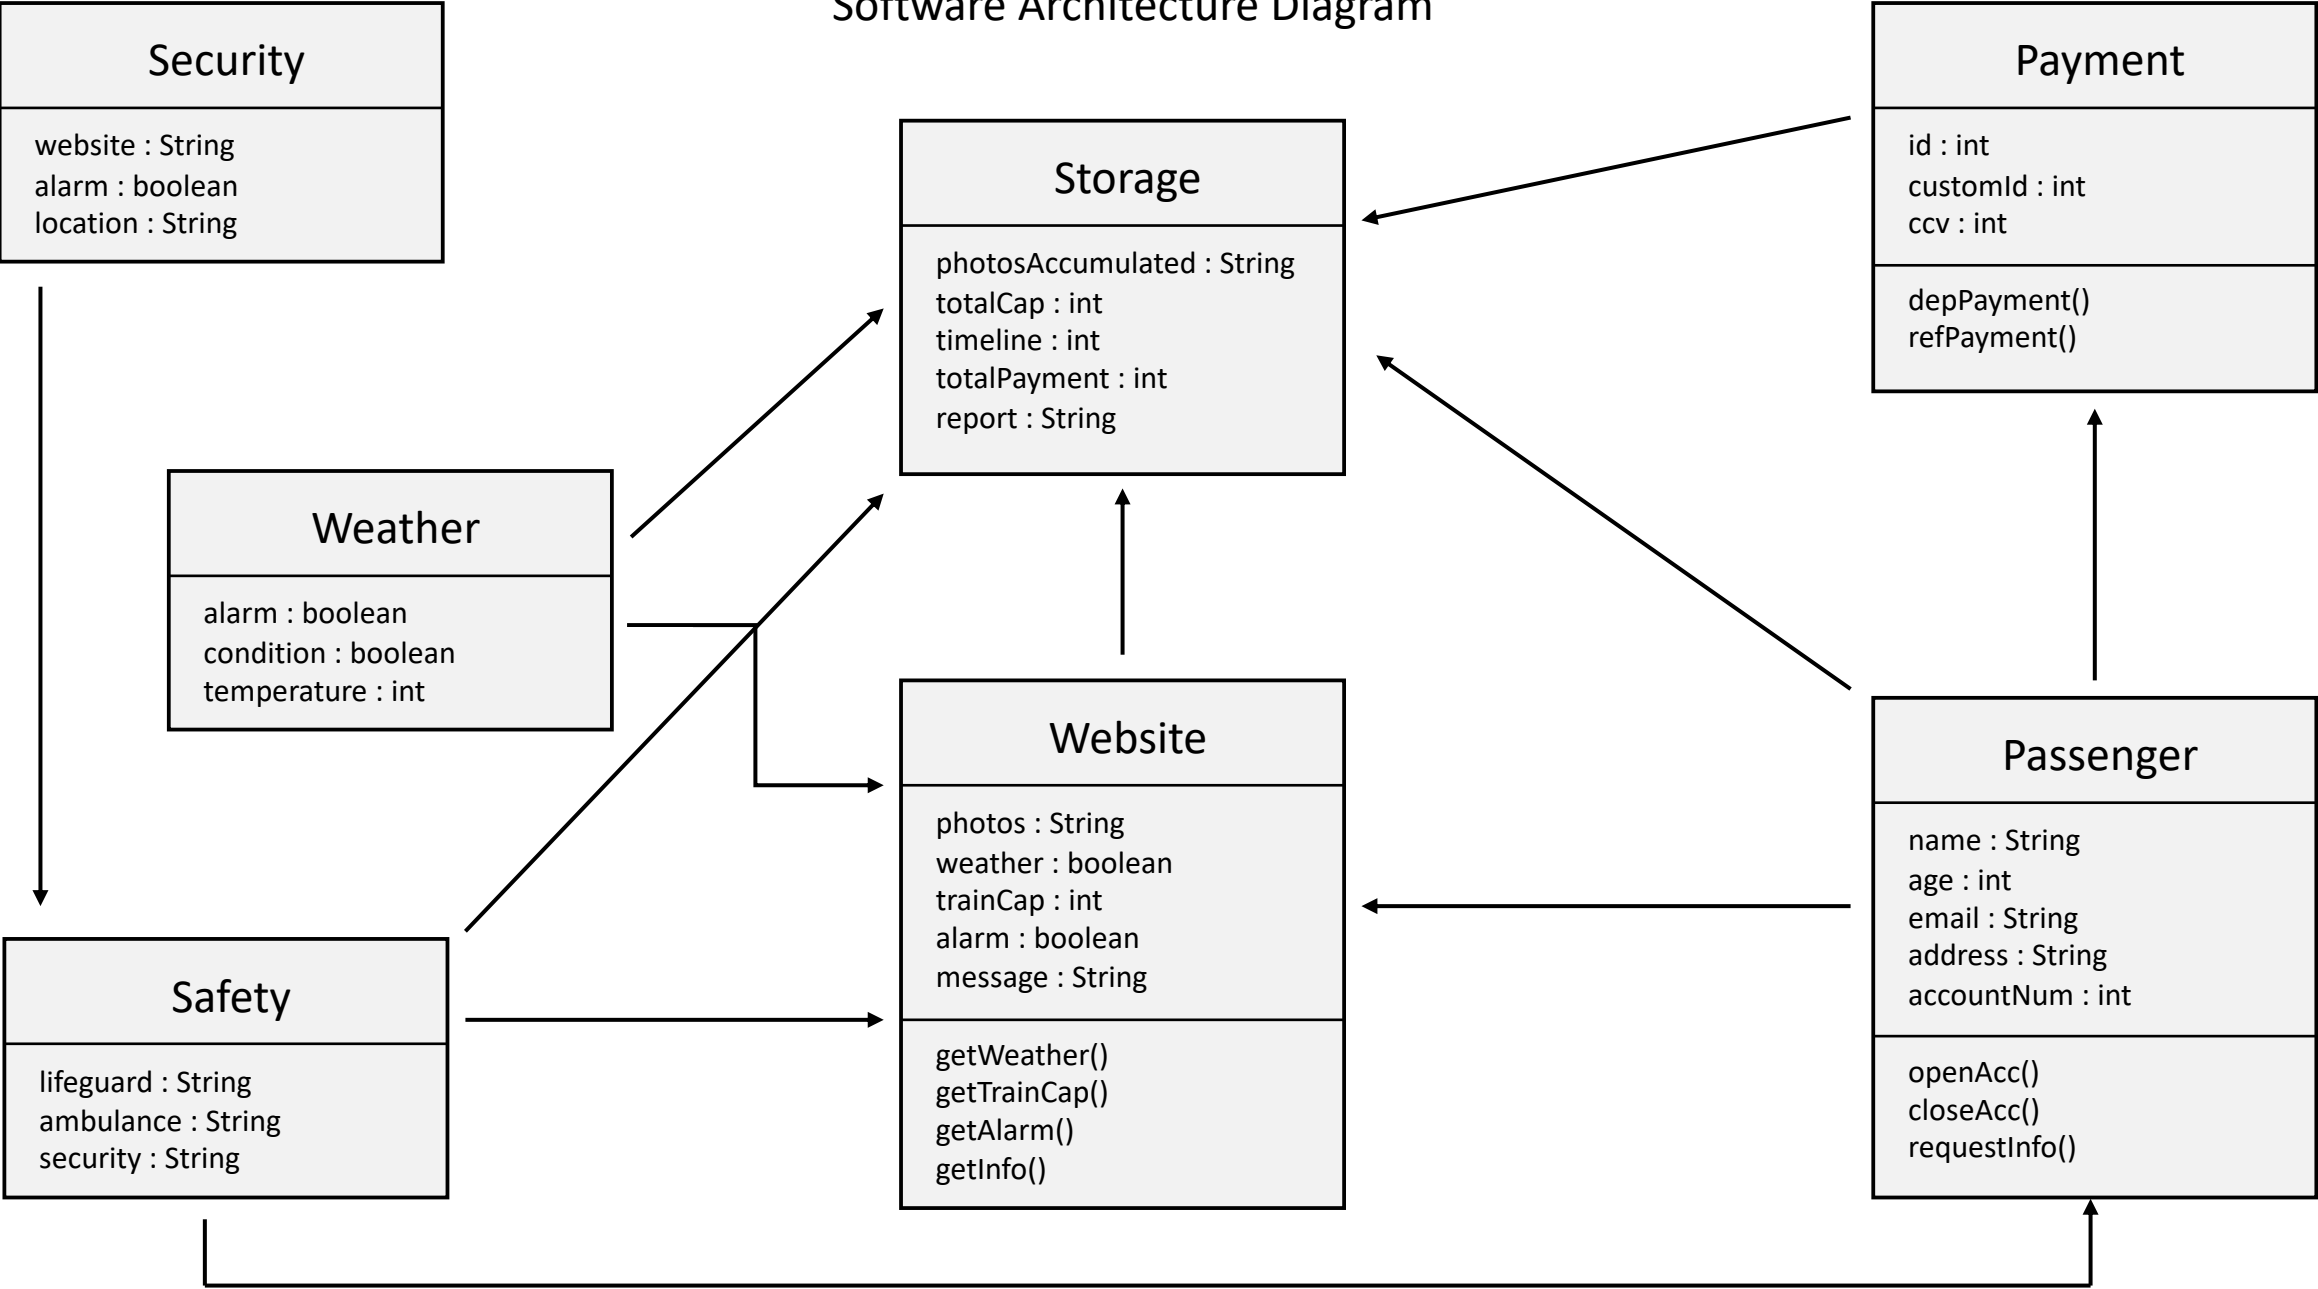 Software Architecture Diagram
Security
website : String
alarm : boolean
location : String
Payment
id : int
customId : int
ccv : int
depPayment()
refPayment()
Storage
photosAccumulated : String
totalCap : int
timeline : int
totalPayment : int
report : String
Weather
alarm : boolean
condition : boolean
temperature : int
Website
photos : String
weather : boolean
trainCap : int
alarm : boolean
message : String
getWeather()
getTrainCap()
getAlarm()
getInfo()
Passenger
name : String
age : int
email : String
address : String
accountNum : int
openAcc()
closeAcc()
requestInfo()
Safety
lifeguard : String
ambulance : String
security : String